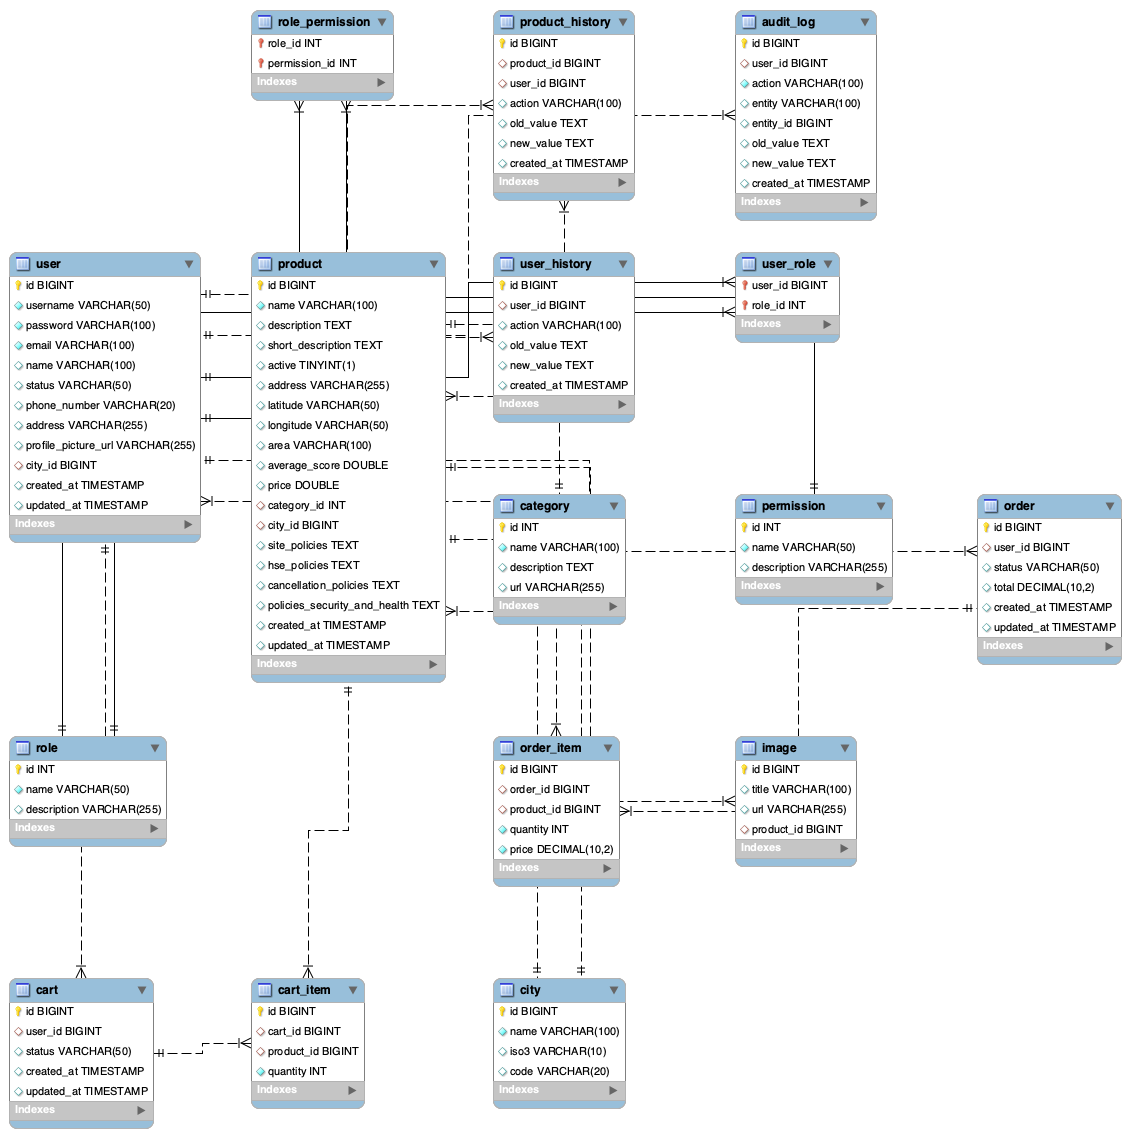 role_permission
role_id INT
permission_id INT
Indexes
product_history
id BIGINT
product_id BIGINT
user_id BIGINT
action VARCHAR(100)
old_value TEXT
new_value TEXT
created_at TIMESTAMP
Indexes
audit_log
id BIGINT
user_id BIGINT
action VARCHAR(100)
entity VARCHAR(100)
entity_id BIGINT
old_value TEXT
new_value TEXT
created_at TIMESTAMP
Indexes
user
id BIGINT
username VARCHAR(50)
password VARCHAR(100)
email VARCHAR(100)
name VARCHAR(100)
status VARCHAR(50)
phone_number VARCHAR(20)
address VARCHAR(255)
profile_picture_url VARCHAR(255)
city_id BIGINT
created_at TIMESTAMP
updated_at TIMESTAMP
Indexes
product
id BIGINT
name VARCHAR(100)
description TEXT
short_description TEXT
active TINYINT(1)
address VARCHAR(255)
latitude VARCHAR(50)
longitude VARCHAR(50)
area VARCHAR(100)
average_score DOUBLE
price DOUBLE
category_id INT
city_id BIGINT
site_policies TEXT
hse_policies TEXT
cancellation_policies TEXT
policies_security_and_health TEXT
created_at TIMESTAMP
updated_at TIMESTAMP
Indexes
user_history
id BIGINT
user_id BIGINT
action VARCHAR(100)
old_value TEXT
new_value TEXT
created_at TIMESTAMP
Indexes
user_role
user_id BIGINT
role_id INT
Indexes
category
id INT
name VARCHAR(100)
description TEXT
url VARCHAR(255)
Indexes
permission
id INT
name VARCHAR(50)
description VARCHAR(255)
Indexes
order
id BIGINT
user_id BIGINT
status VARCHAR(50)
total DECIMAL(10,2)
created_at TIMESTAMP
updated_at TIMESTAMP
Indexes
role
id INT
name VARCHAR(50)
description VARCHAR(255)
Indexes
order_item
id BIGINT
order_id BIGINT
product_id BIGINT
quantity INT
price DECIMAL(10,2)
Indexes
image
id BIGINT
title VARCHAR(100)
url VARCHAR(255)
product_id BIGINT
Indexes
cart
id BIGINT
user_id BIGINT
status VARCHAR(50)
created_at TIMESTAMP
updated_at TIMESTAMP
Indexes
cart_item
id BIGINT
cart_id BIGINT
product_id BIGINT
quantity INT
Indexes
city
id BIGINT
name VARCHAR(100)
iso3 VARCHAR(10)
code VARCHAR(20)
Indexes